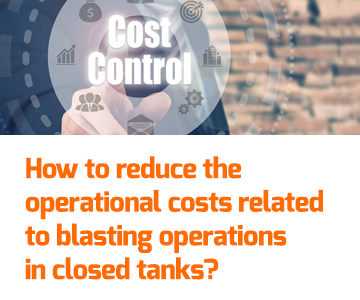 Cost
Control
How to reduce the
operational costs related
to blasting operations
in closed tanks?